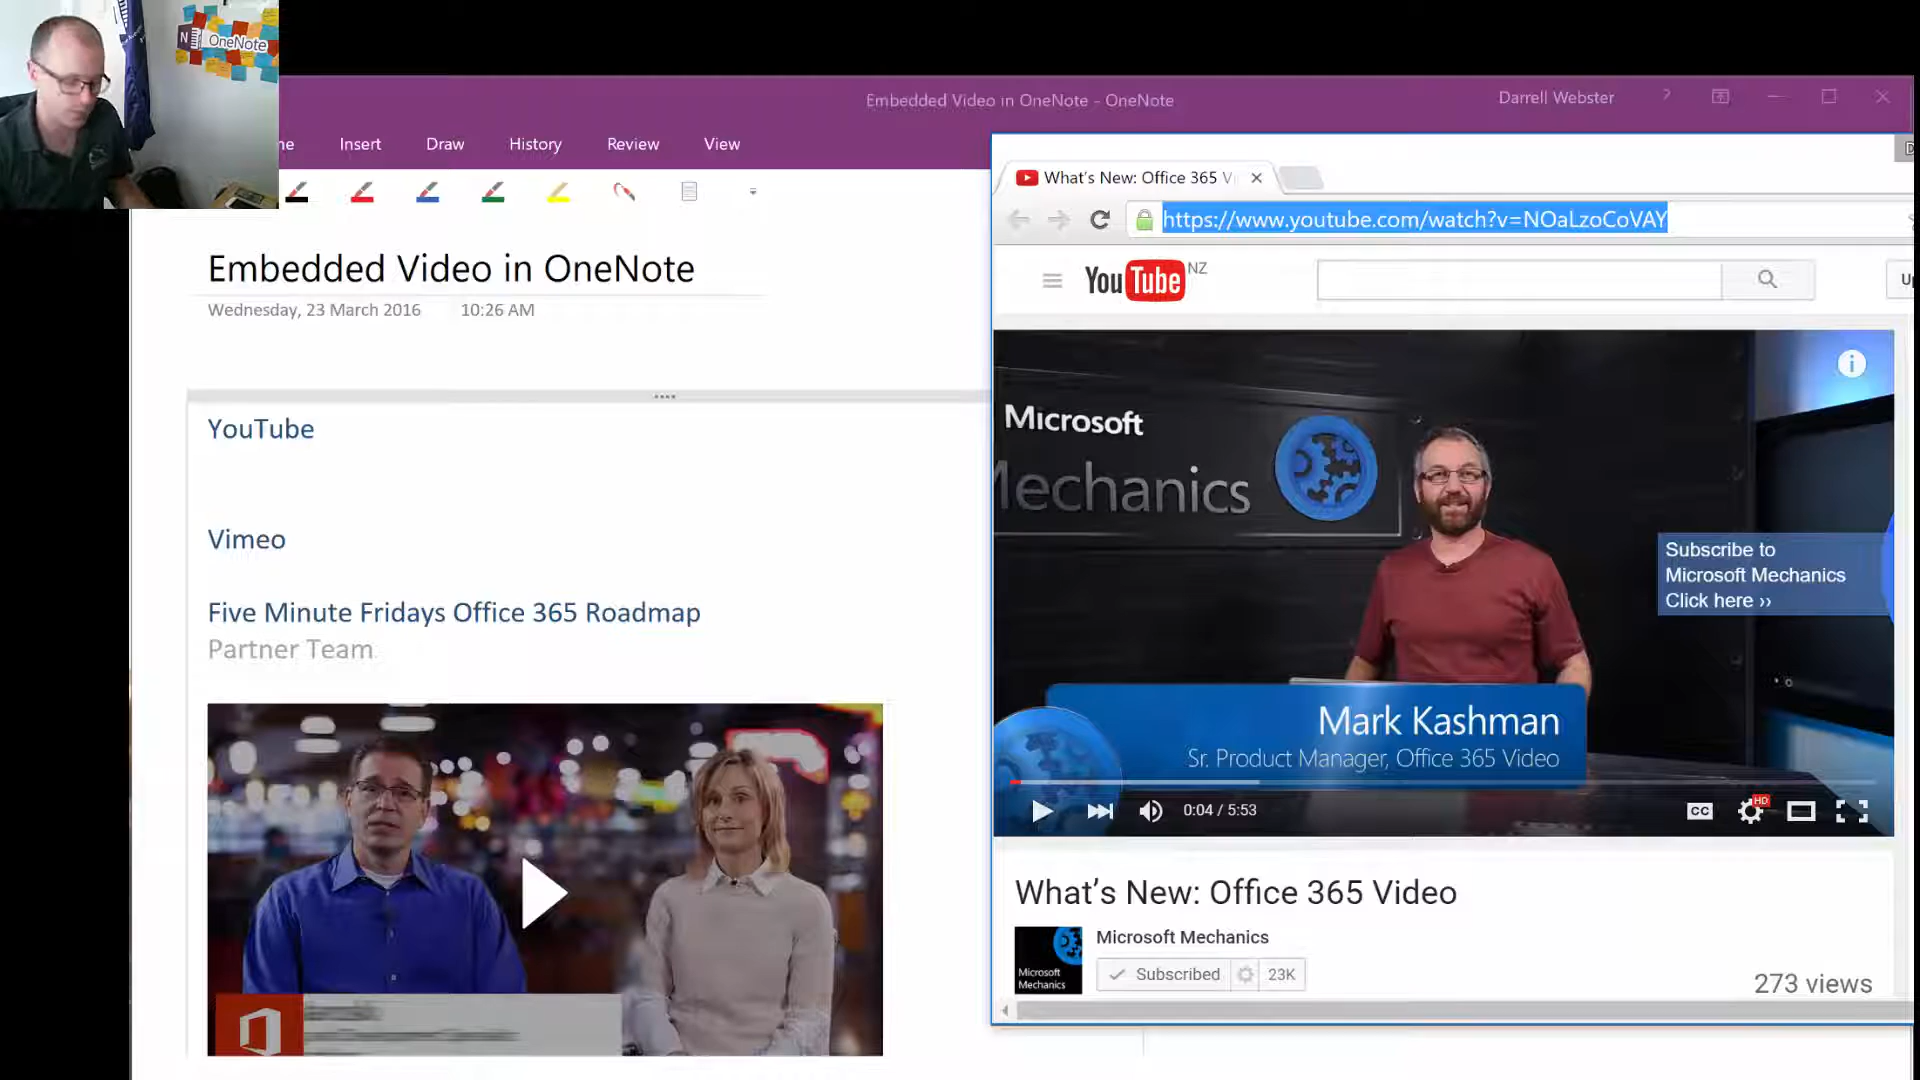 N OneNote
Embedded Video in OneNote - OneNote
Darrell Webster
?
ne
Insert
Draw
History
Review
View
Embedded Video in OneNote
Wednesday, 23 March 2016
10:26 AM
YouTube
Vimeo
Five Minute Fridays Office 365 Roadmap
Partner Team
What's New: Office 365 V
https://www.youtube.com/watch?v=NOaLzoCoVAY
YouTube NZ
Up
Microsoft
Mechanics
Subscribe to
Microsoft Mechanics
Click here ››
Mark Kashman
Sr. Product Manager, Office 365 Video
0:04 / 5:53
CC
HD
What's New: Office 365 Video
Microsoft
Mechanics
Microsoft Mechanics
Subscribed
23K
273 views